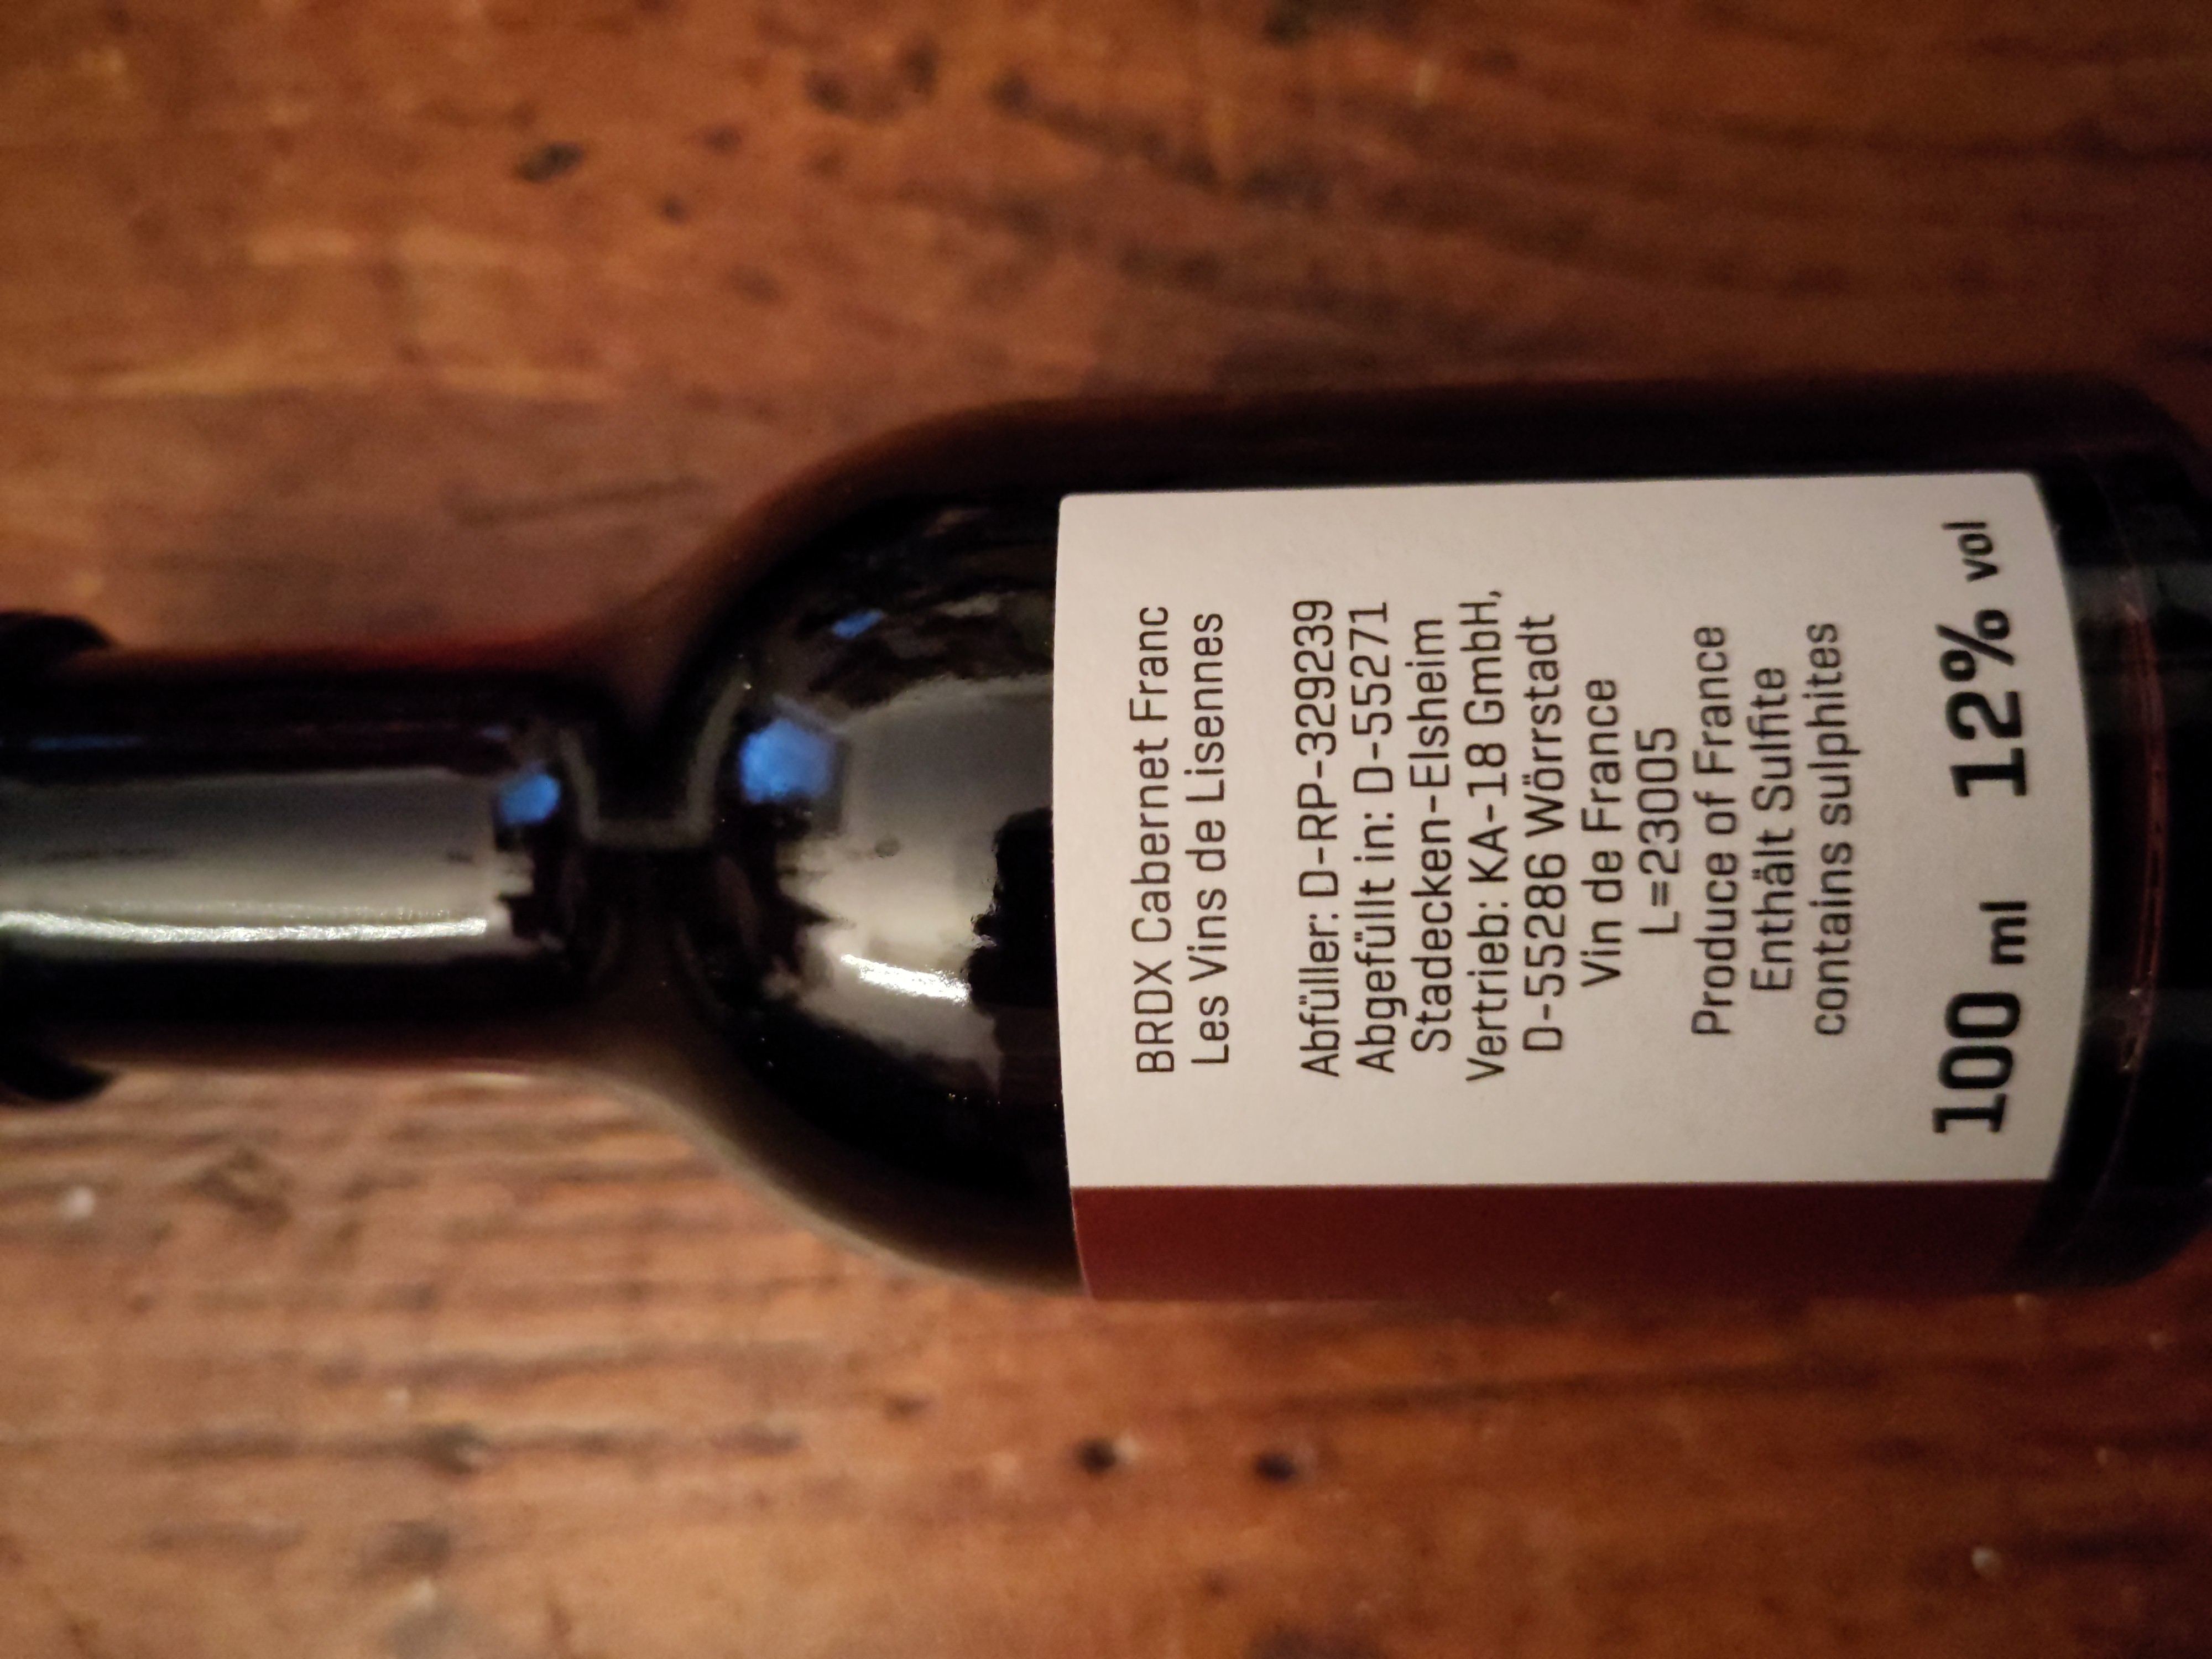 BRDX Cabernet Franc
Les Vins de Lisennes
Abfüller: D-RP-329239
Abgefüllt in: D-55271
Stadecken-Elsheim
Vertrieb: KA-18 GmbH,
D-55286 Wörrstadt
Vin de France
L=23005
Produce of France
Enthält Sulfite
contains sulphites
100 ml 12% vol